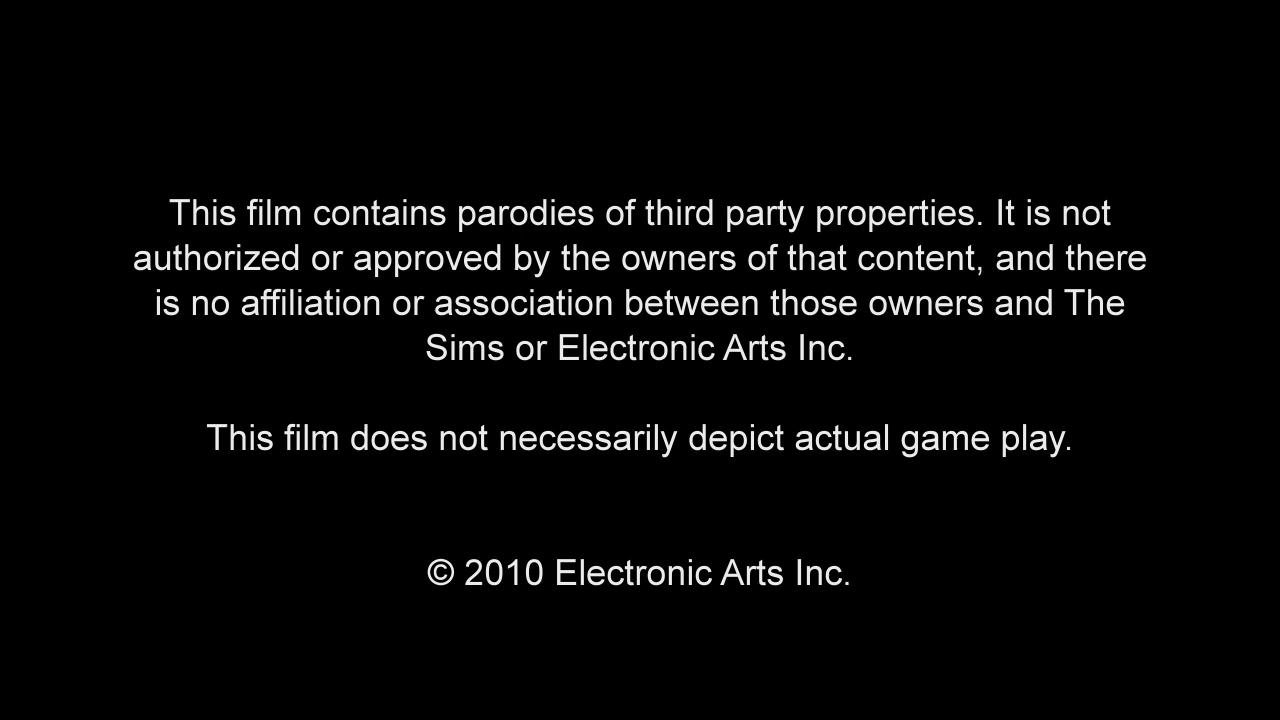 This film contains parodies of third party properties. It is not
authorized or approved by the owners of that content, and there
is no affiliation or association between those owners and The
Sims or Electronic Arts Inc.
This film does not necessarily depict actual game play.
© 2010 Electronic Arts Inc.